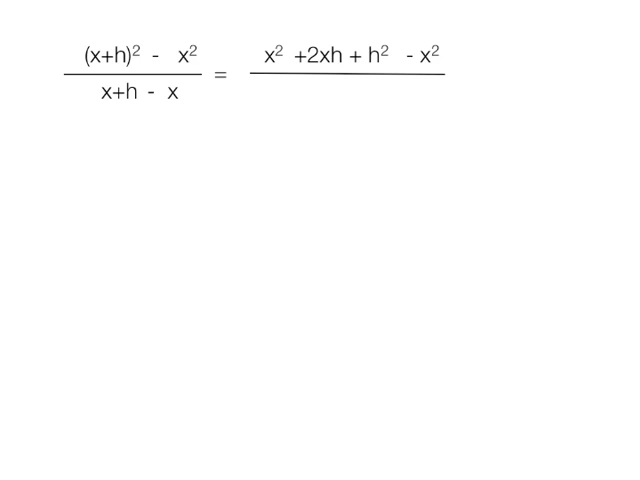 (x+h)² - x² = x² +2xh + h² - x²
x+h - x